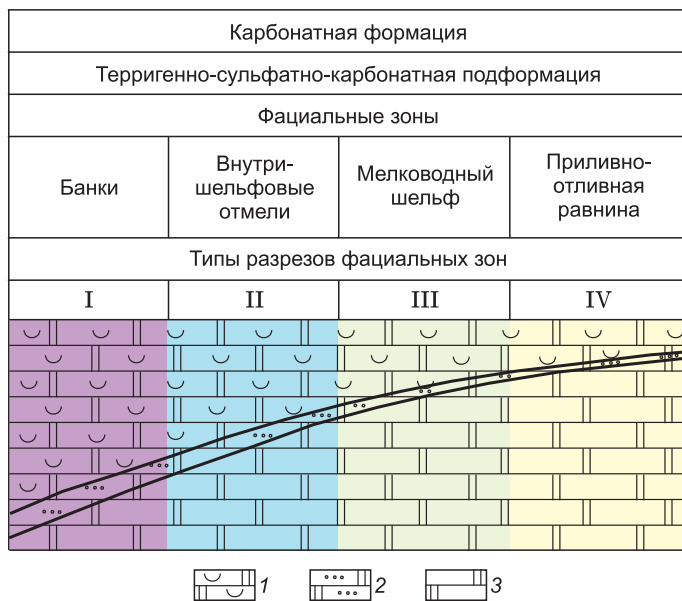 Карбонатная формация
Терригенно-сульфатно-карбонатная подформация
Фациальные зоны
Банки
Внутри-
шельфовые
отмели
Мелководный
шельф
Приливно-
отливная
равнина
Типы разрезов фациальных зон
I II III IV
1 2 3